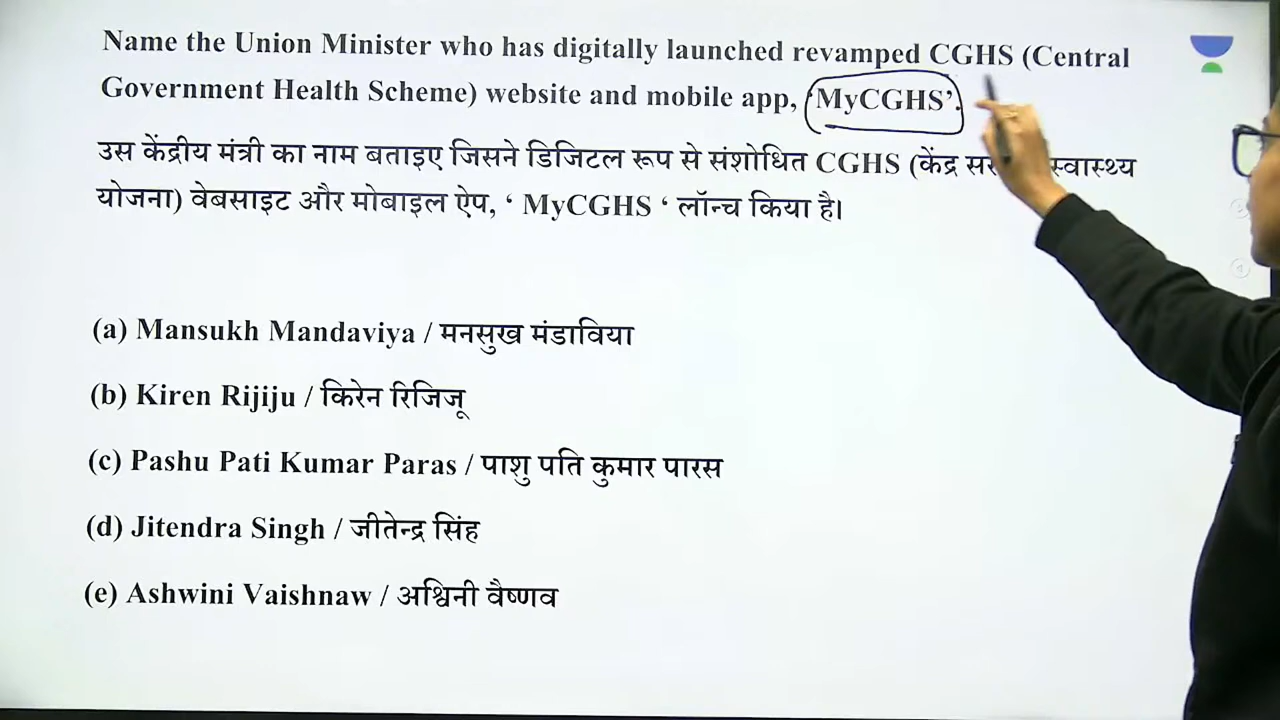 Name the Union Minister who has digitally launched revamped CGHS (Central
Government Health Scheme) website and mobile app, 'MyCGHS'.
उस केंद्रीय मंत्री का नाम बताइए जिसने डिजिटल रूप से संशोधित CGHS (केंद्र स्वास्थ्य
योजना) वेबसाइट और मोबाइल ऐप, ‘ MyCGHS ‘ लॉन्च किया है।
(a) Mansukh Mandaviya / मनसुख मंडाविया
(b) Kiren Rijiju / किरेन रिजिजू
(c) Pashu Pati Kumar Paras / पाशु पति कुमार पारस
(d) Jitendra Singh / जीतेन्द्र सिंह
(e) Ashwini Vaishnaw / अश्विनी वैष्णव